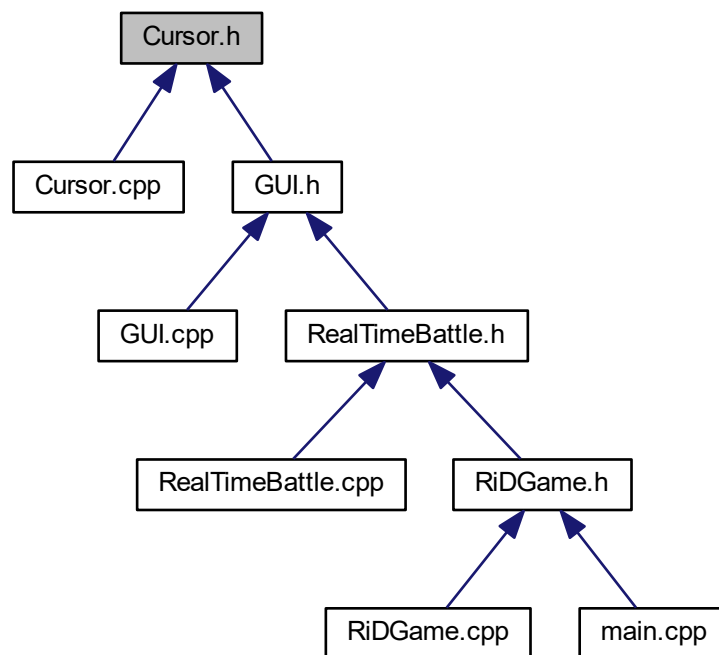 Cursor.h
Cursor.cpp
GUI.h
GUI.cpp
RealTimeBattle.h
RealTimeBattle.cpp
RiDGame.h
RiDGame.cpp
main.cpp